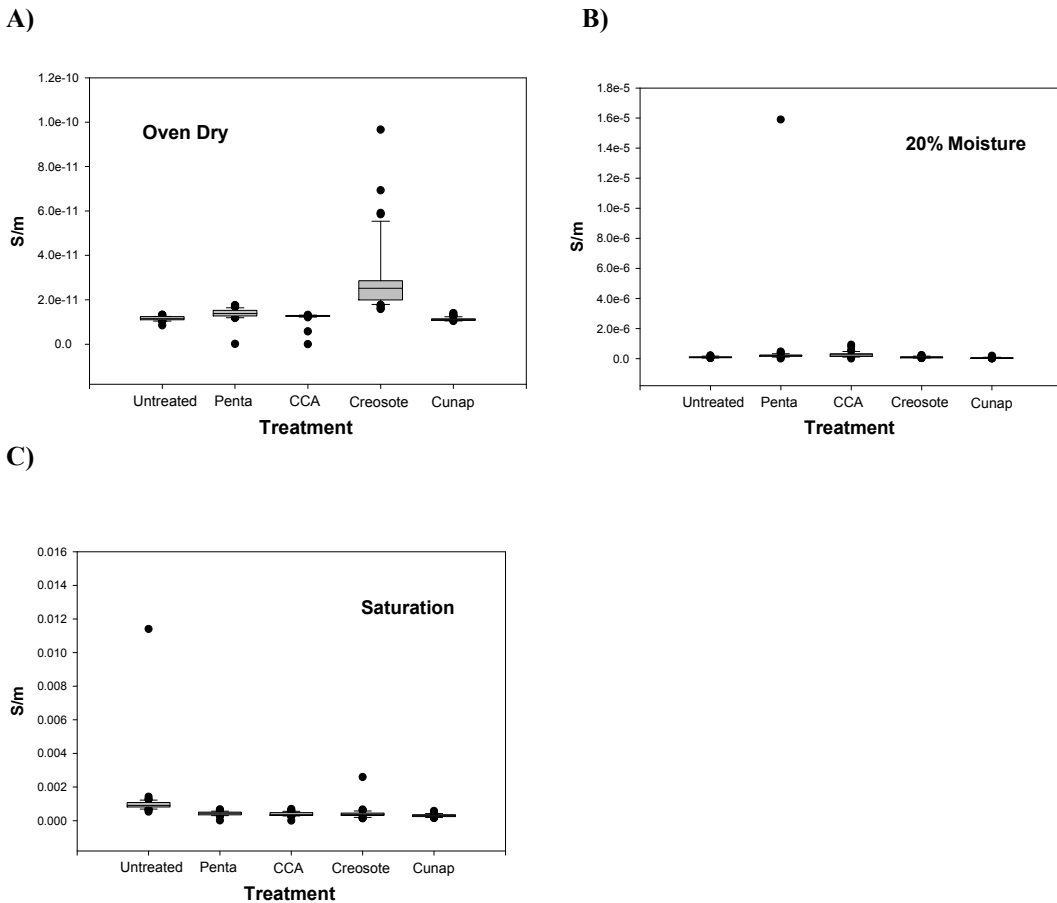 A)
1.2e-10
1.0e-10
8.0e-11
6.0e-11
4.0e-11
2.0e-11
0.0
S/m
Oven Dry
Untreated Penta CCA Creosote Cunap
Treatment
B)
1.8e-5
1.6e-5
1.4e-5
1.2e-5
1.0e-5
8.0e-6
6.0e-6
4.0e-6
2.0e-6
0.0
S/m
20% Moisture
Untreated Penta CCA Creosote Cunap
Treatment
C)
0.016
0.014
0.012
0.010
0.008
0.006
0.004
0.002
0.000
S/m
Saturation
Untreated Penta CCA Creosote Cunap
Treatment